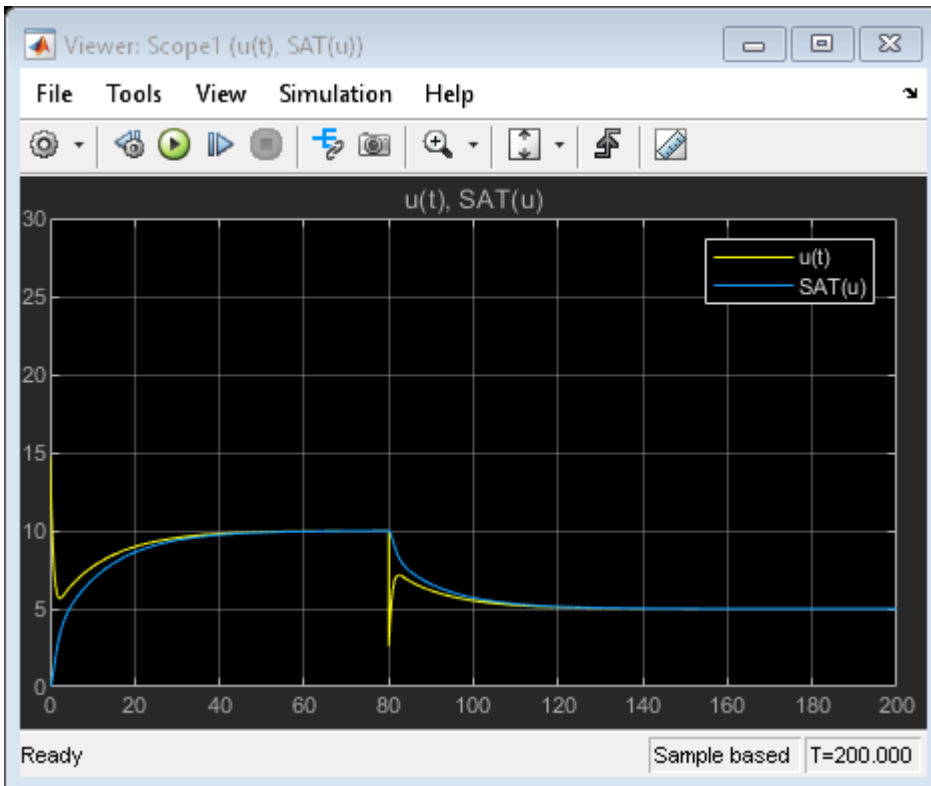 Viewer: Scope1 (u(t), SAT(u))
File Tools View Simulation Help
u(t), SAT(u)
30
u(t)
SAT(u)
25
20
15
10
5
0
0 20 40 60 80 100 120 140 160 180 200
Ready Sample based T=200.000